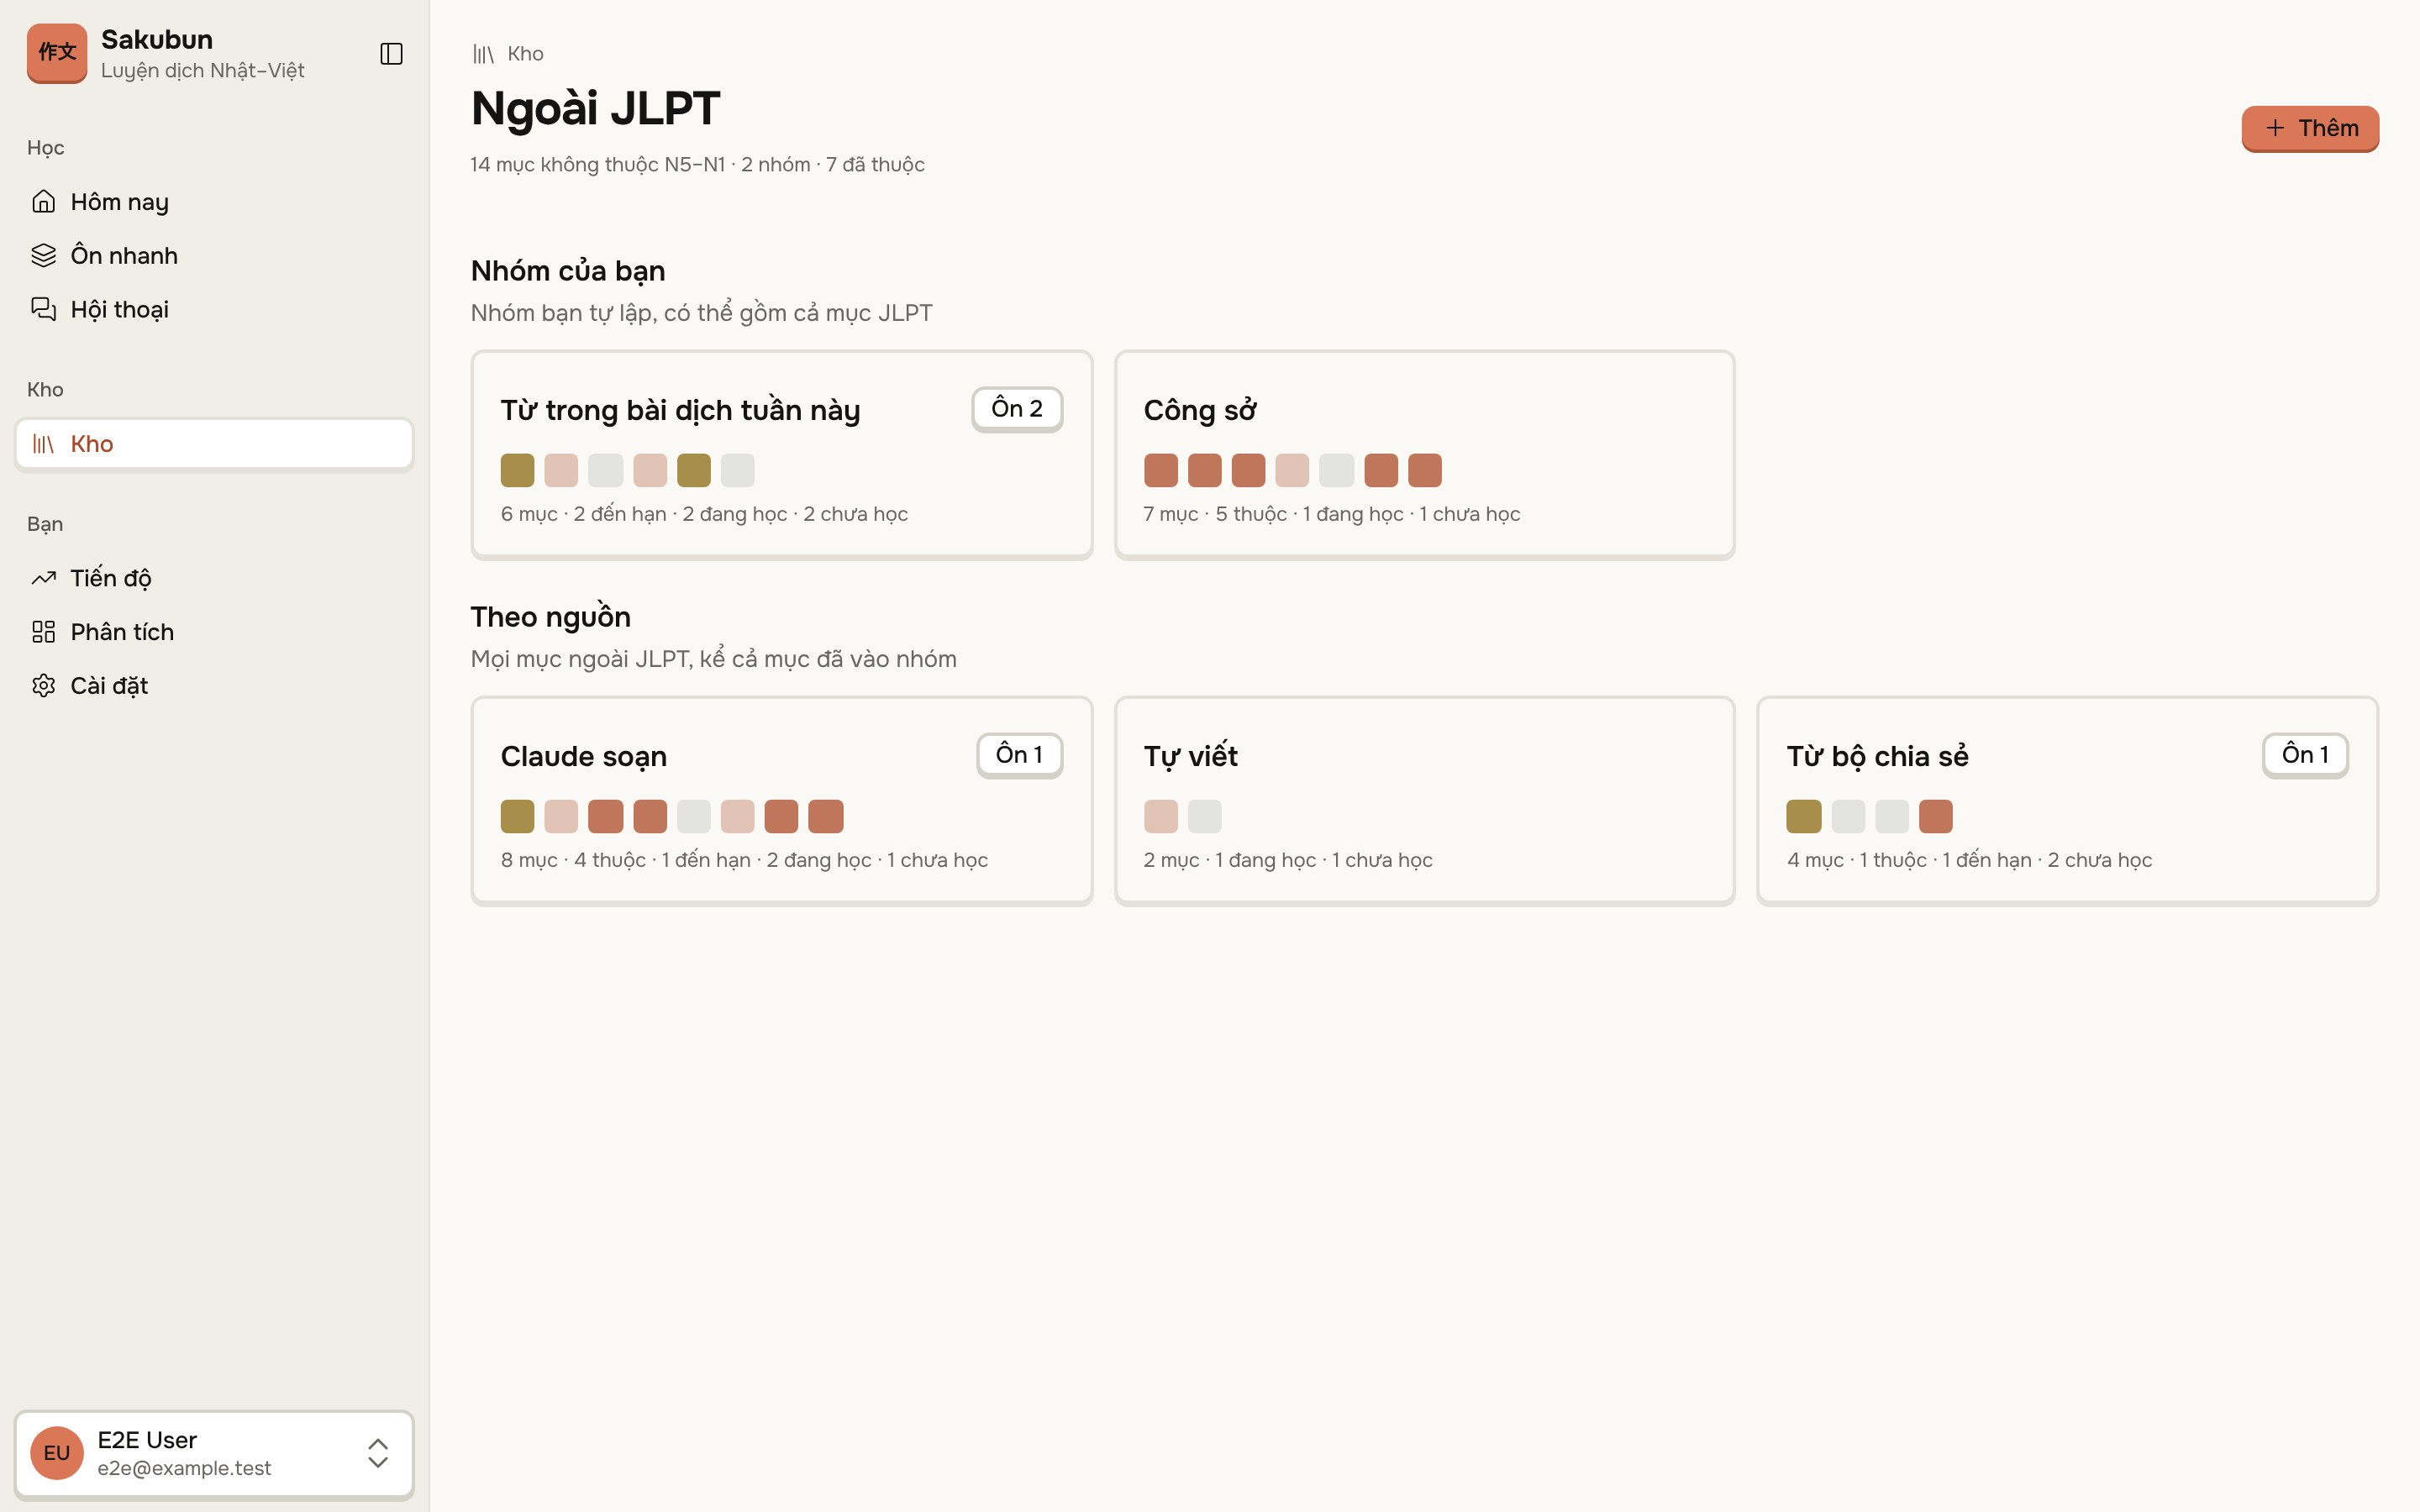 作文
Sakubun
Luyện dịch Nhật–Việt
Học
Hôm nay
Ôn nhanh
Hội thoại
Kho
Kho
Bạn
Tiến độ
Phân tích
Cài đặt
EU
E2E User
e2e@example.test
Kho
Ngoài JLPT
14 mục không thuộc N5–N1 · 2 nhóm · 7 đã thuộc
Thêm
Nhóm của bạn
Nhóm bạn tự lập, có thể gồm cả mục JLPT
Từ trong bài dịch tuần này
Ôn 2
6 mục · 2 đến hạn · 2 đang học · 2 chưa học
Công sở
7 mục · 5 thuộc · 1 đang học · 1 chưa học
Theo nguồn
Mọi mục ngoài JLPT, kể cả mục đã vào nhóm
Claude soạn
Ôn 1
8 mục · 4 thuộc · 1 đến hạn · 2 đang học · 1 chưa học
Tự viết
2 mục · 1 đang học · 1 chưa học
Từ bộ chia sẻ
Ôn 1
4 mục · 1 thuộc · 1 đến hạn · 2 chưa học